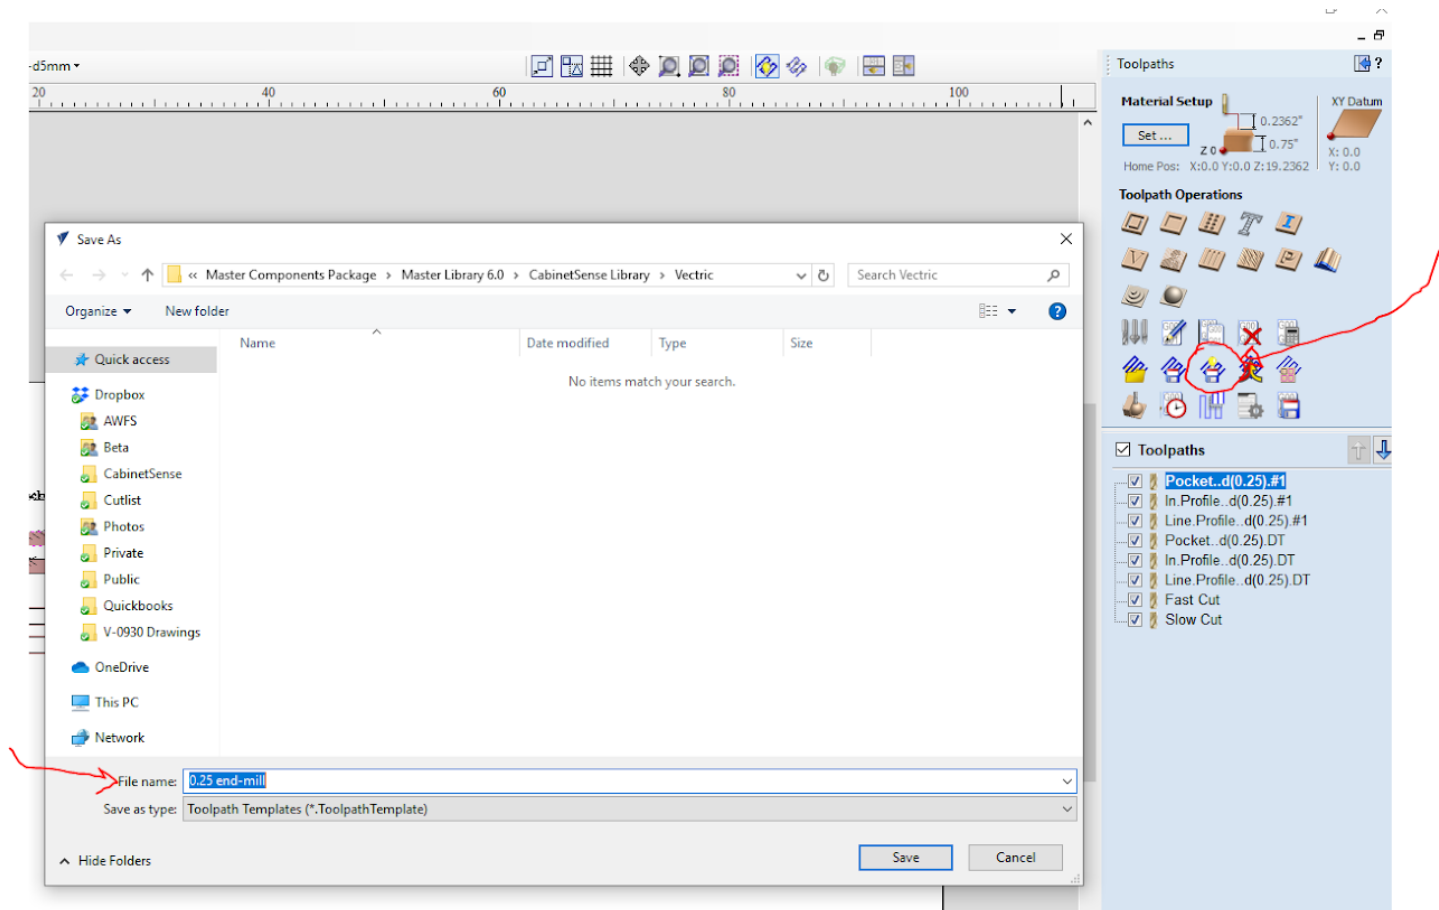 -d5mm
Toolpaths
?
20 40 60 80 100
Material Setup
XY Datum
0.2362"
Set ...
Z 0
0.75"
X: 0.0
Home Pos: X:0.0 Y:0.0 Z:19.2362
Y: 0.0
Toolpath Operations
Save As
« Master Components Package › Master Library 6.0 › CabinetSense Library › Vectric
Search Vectric
Organize
New folder
?
Name
Date modified
Type
Size
No items match your search.
Quick access
Dropbox
AWFS
Beta
CabinetSense
Cutlist
Photos
Private
Public
Quickbooks
V-0930 Drawings
OneDrive
This PC
Network
File name: 0.25 end-mill
Save as type: Toolpath Templates (*.ToolpathTemplate)
Hide Folders
Save
Cancel
Toolpaths
Pocket..d(0.25).#1
In.Profile..d(0.25).#1
Line.Profile..d(0.25).#1
Pocket..d(0.25).DT
In.Profile..d(0.25).DT
Line.Profile..d(0.25).DT
Fast Cut
Slow Cut